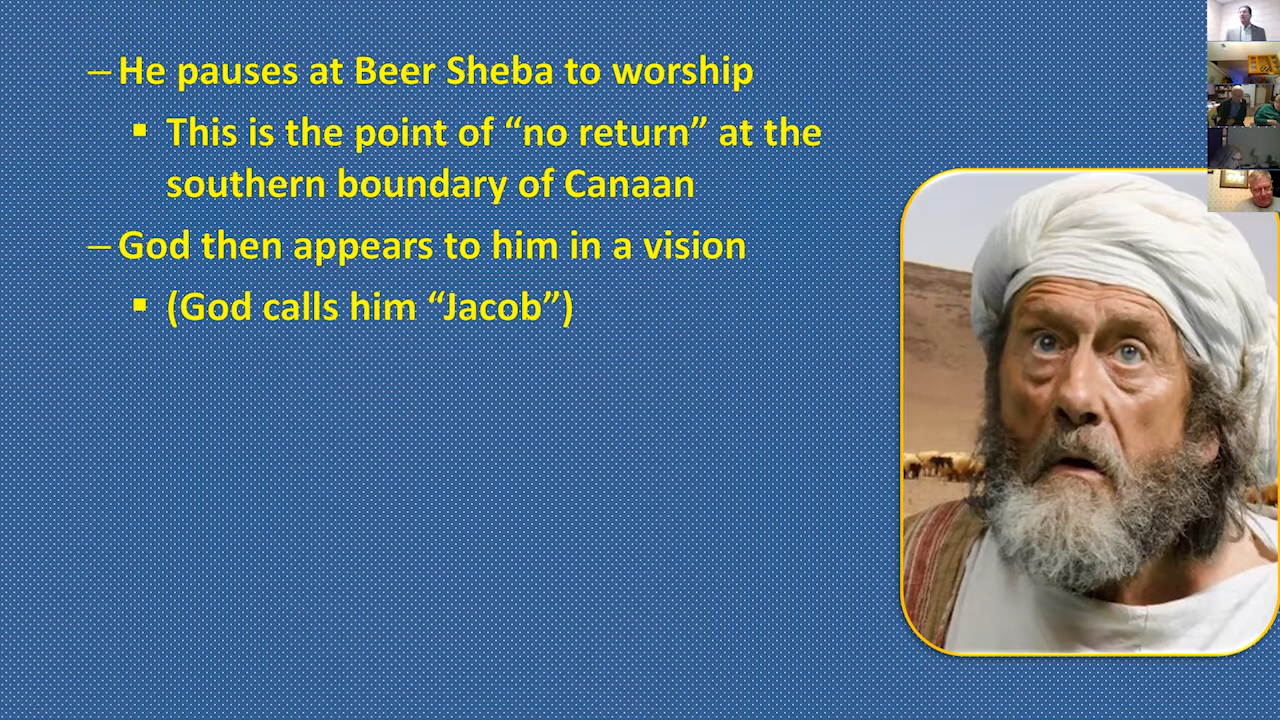 – He pauses at Beer Sheba to worship
▪ This is the point of “no return” at the
southern boundary of Canaan
– God then appears to him in a vision
▪ (God calls him “Jacob”)